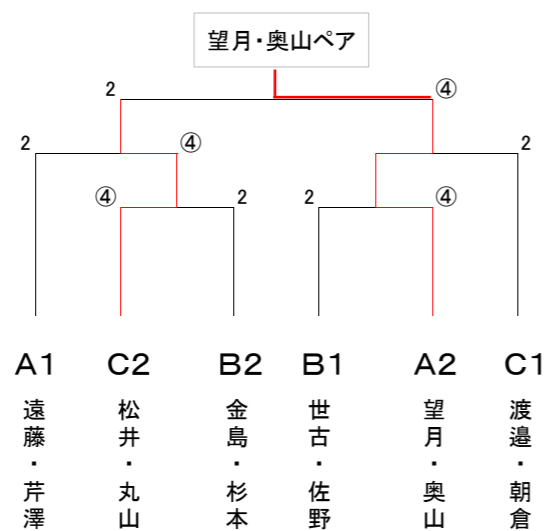 望月・奥山ペア
2 ④
2 ④ 2
④ 2 2 ④
A1 C2 B2 B1 A2 C1
遠藤・芹澤
松井・丸山
金島・杉本
世古・佐野
望月・奥山
渡邉・朝倉